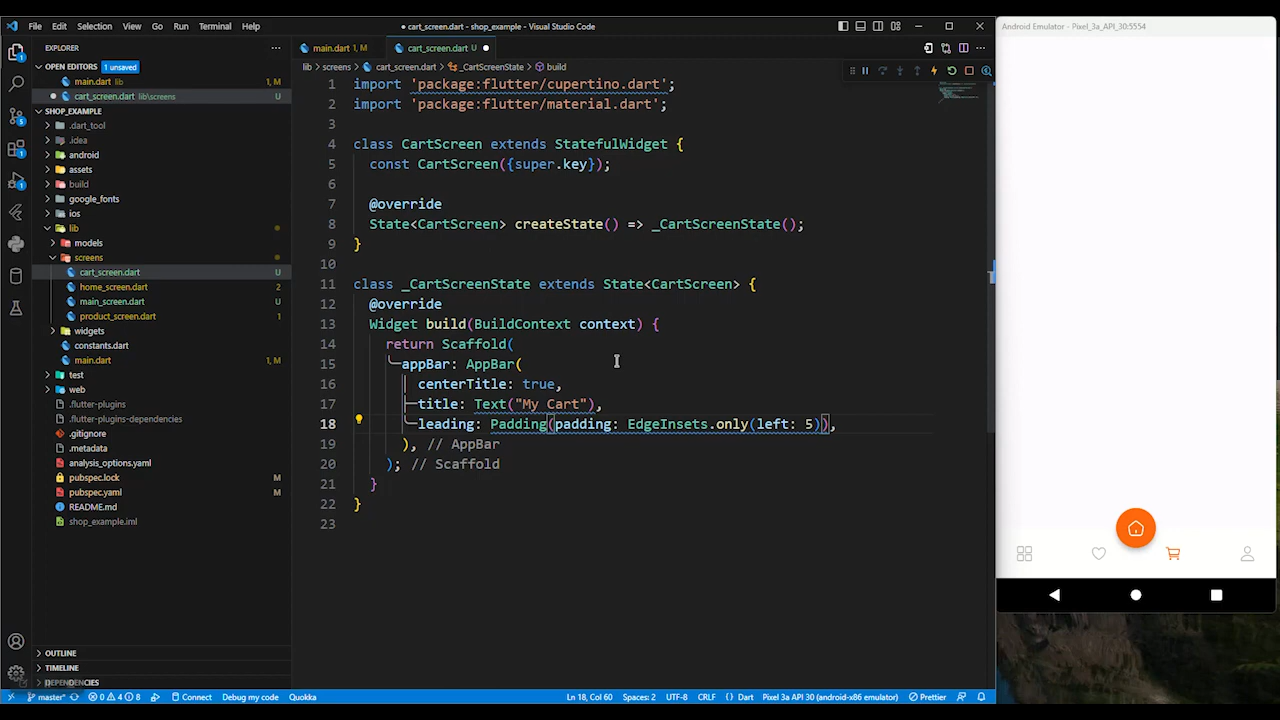 File Edit Selection View Go Run Terminal Help
● cart_screen.dart - shop_example - Visual Studio Code
Android Emulator - Pixel_3a_API_30:5554
EXPLORER
OPEN EDITORS 1 unsaved
main.dart lib 1, M
cart_screen.dart lib\screens U
SHOP_EXAMPLE
.dart_tool
.idea
android
assets
build
google_fonts
ios
lib
models
screens
cart_screen.dart U
home_screen.dart 2
main_screen.dart U
product_screen.dart 1
widgets
constants.dart
main.dart 1, M
test
web
.flutter-plugins
.flutter-plugins-dependencies
.gitignore
.metadata
analysis_options.yaml
pubspec.lock M
pubspec.yaml M
README.md
shop_example.iml
OUTLINE
TIMELINE
DEPENDENCIES
main.dart 1, M cart_screen.dart U
lib > screens > cart_screen.dart > _CartScreenState > build
1 import 'package:flutter/cupertino.dart';
2 import 'package:flutter/material.dart';
3
4 class CartScreen extends StatefulWidget {
5 const CartScreen({super.key});
6
7 @override
8 State<CartScreen> createState() => _CartScreenState();
9 }
10
11 class _CartScreenState extends State<CartScreen> {
12 @override
13 Widget build(BuildContext context) {
14 return Scaffold(
15 appBar: AppBar(
16 centerTitle: true,
17 title: Text("My Cart"),
18 leading: Padding(padding: EdgeInsets.only(left: 5)),
19 ), // AppBar
20 ); // Scaffold
21 }
22 }
23
master* 0 4 8 Connect Debug my code Quokka Ln 18, Col 60 Spaces: 2 UTF-8 CRLF {} Dart Pixel 3a API 30 (android-x86 emulator) Prettier